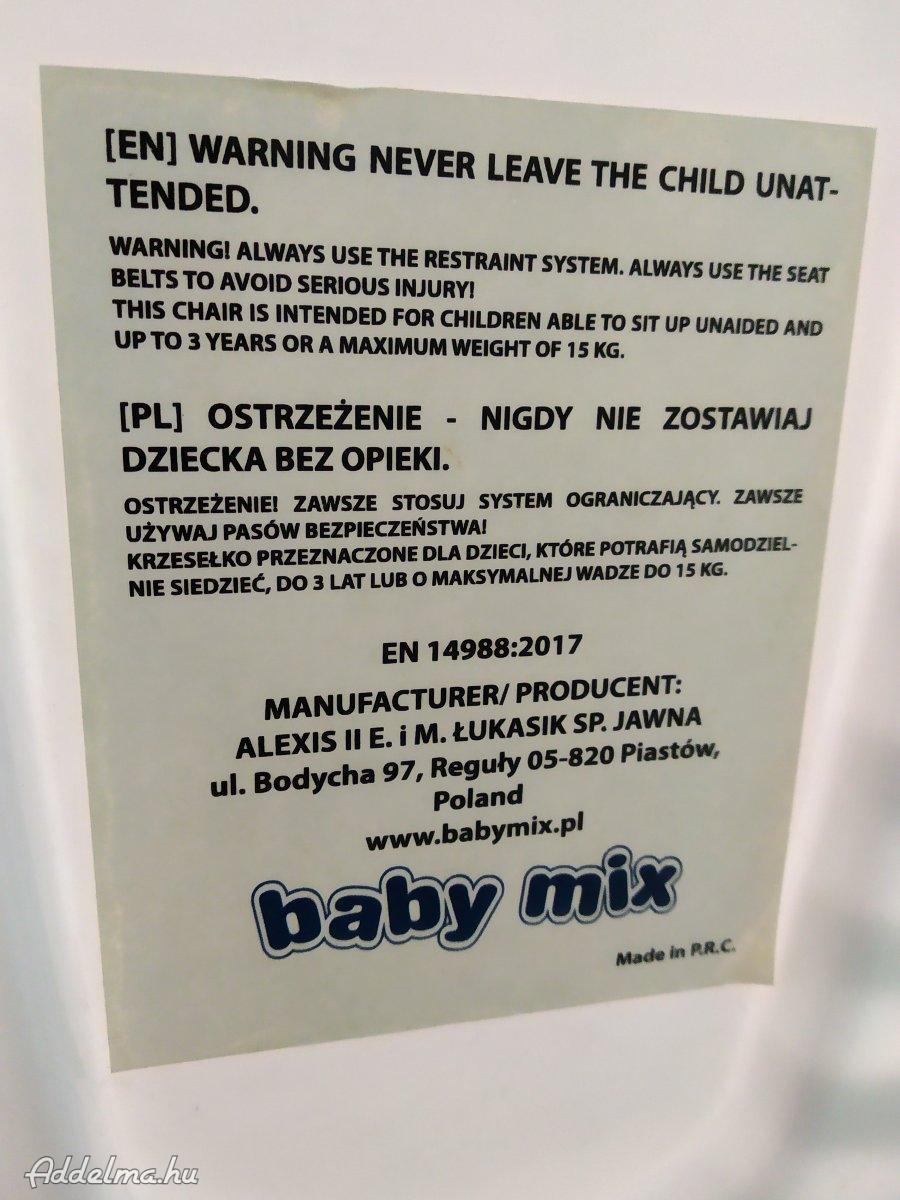 [EN] WARNING NEVER LEAVE THE CHILD UNAT-
TENDED.
WARNING! ALWAYS USE THE RESTRAINT SYSTEM. ALWAYS USE THE SEAT
BELTS TO AVOID SERIOUS INJURY!
THIS CHAIR IS INTENDED FOR CHILDREN ABLE TO SIT UP UNAIDED AND
UP TO 3 YEARS OR A MAXIMUM WEIGHT OF 15 KG.
[PL] OSTRZEŻENIE - NIGDY NIE ZOSTAWIAJ
DZIECKA BEZ OPIEKI.
OSTRZEŻENIE! ZAWSZE STOSUJ SYSTEM OGRANICZAJĄCY. ZAWSZE
UŻYWAJ PASÓW BEZPIECZEŃSTWA!
KRZESEŁKO PRZEZNACZONE DLA DZIECI, KTÓRE POTRAFIĄ SAMODZIEL-
NIE SIEDZIEĆ, DO 3 LAT LUB O MAKSYMALNEJ WADZE DO 15 KG.
EN 14988:2017
MANUFACTURER/ PRODUCENT:
ALEXIS II E. i M. ŁUKASIK SP. JAWNA
ul. Bodycha 97, Reguły 05-820 Piastów,
Poland
www.babymix.pl
baby mix
Made in P.R.C.
Addelma.hu